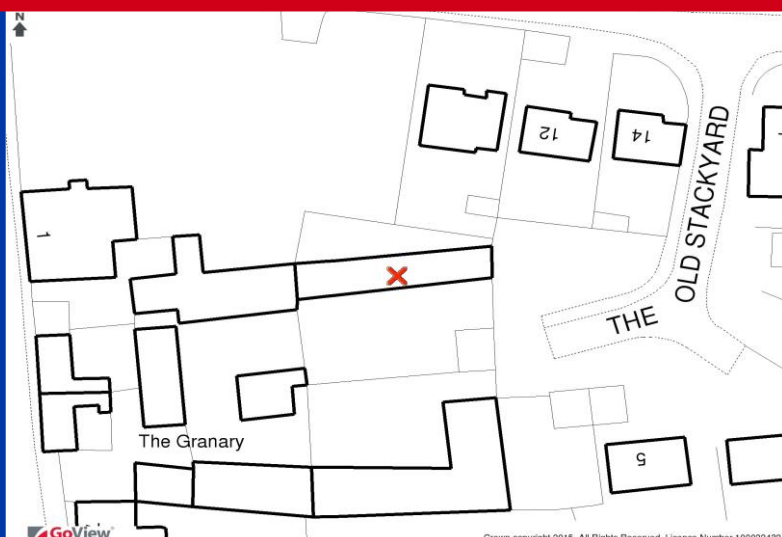 N
12
14
OLD STACKYARD
1
THE
The Granary
5
GoView
Crown copyright 2015. All Rights Reserved. Licence Number